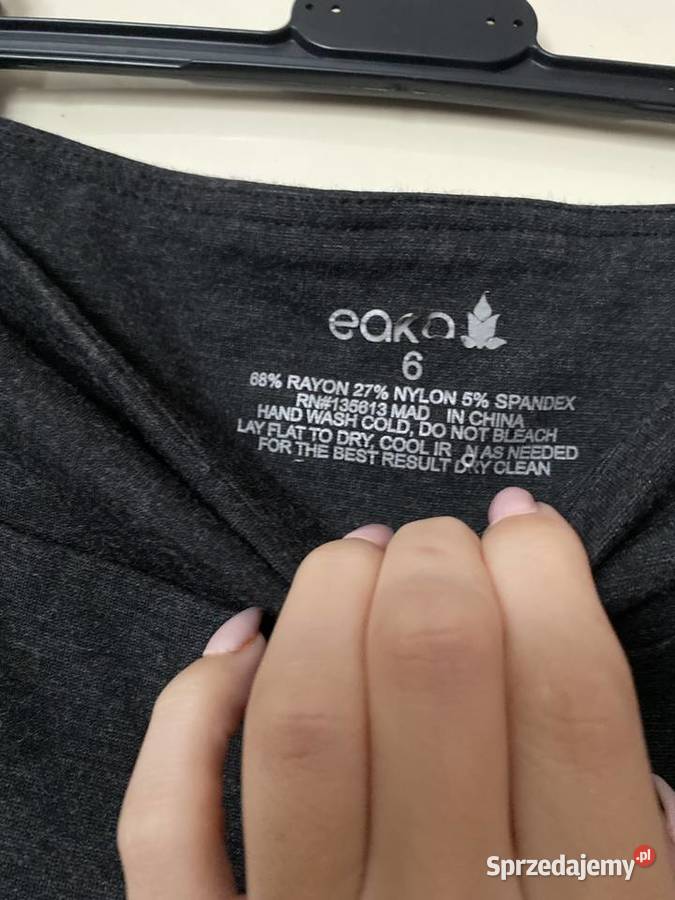 eaka
6
68% RAYON 27% NYLON 5% SPANDEX
RN#135613 MAD IN CHINA
HAND WASH COLD, DO NOT BLEACH
LAY FLAT TO DRY, COOL IR N AS NEEDED
FOR THE BEST RESULT DRY CLEAN
Sprzedajemy.pl